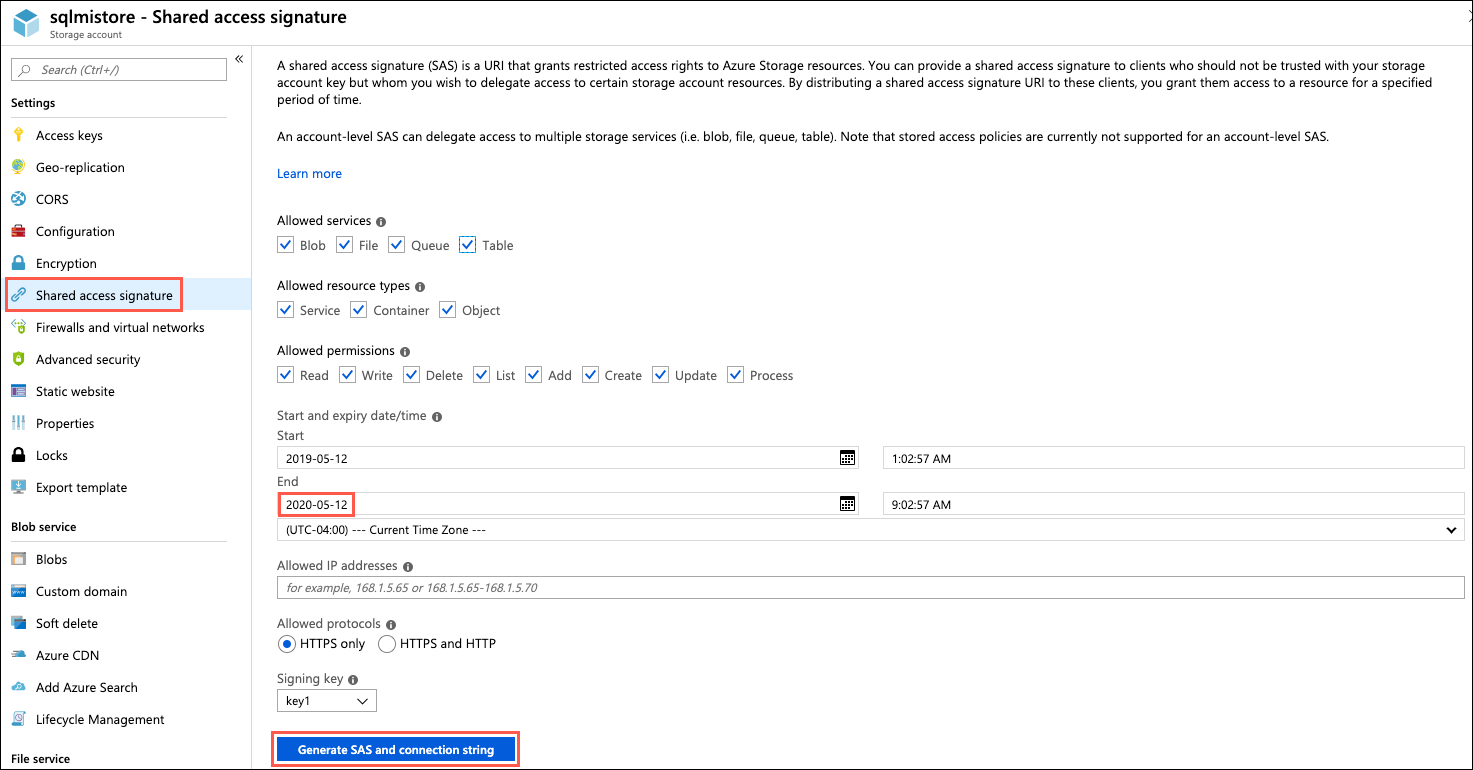 sqlmistore - Shared access signature
Storage account
Search (Ctrl+/)
«
Settings
Access keys
Geo-replication
CORS
Configuration
Encryption
Shared access signature
Firewalls and virtual networks
Advanced security
Static website
Properties
Locks
Export template
Blob service
Blobs
Custom domain
Soft delete
Azure CDN
Add Azure Search
Lifecycle Management
File service
A shared access signature (SAS) is a URI that grants restricted access rights to Azure Storage resources. You can provide a shared access signature to clients who should not be trusted with your storage
account key but whom you wish to delegate access to certain storage account resources. By distributing a shared access signature URI to these clients, you grant them access to a resource for a specified
period of time.
An account-level SAS can delegate access to multiple storage services (i.e. blob, file, queue, table). Note that stored access policies are currently not supported for an account-level SAS.
Learn more
Allowed services
Blob File Queue Table
Allowed resource types
Service Container Object
Allowed permissions
Read Write Delete List Add Create Update Process
Start and expiry date/time
Start
2019-05-12 1:02:57 AM
End
2020-05-12 9:02:57 AM
(UTC-04:00) --- Current Time Zone ---
Allowed IP addresses
for example, 168.1.5.65 or 168.1.5.65-168.1.5.70
Allowed protocols
HTTPS only HTTPS and HTTP
Signing key
key1
Generate SAS and connection string